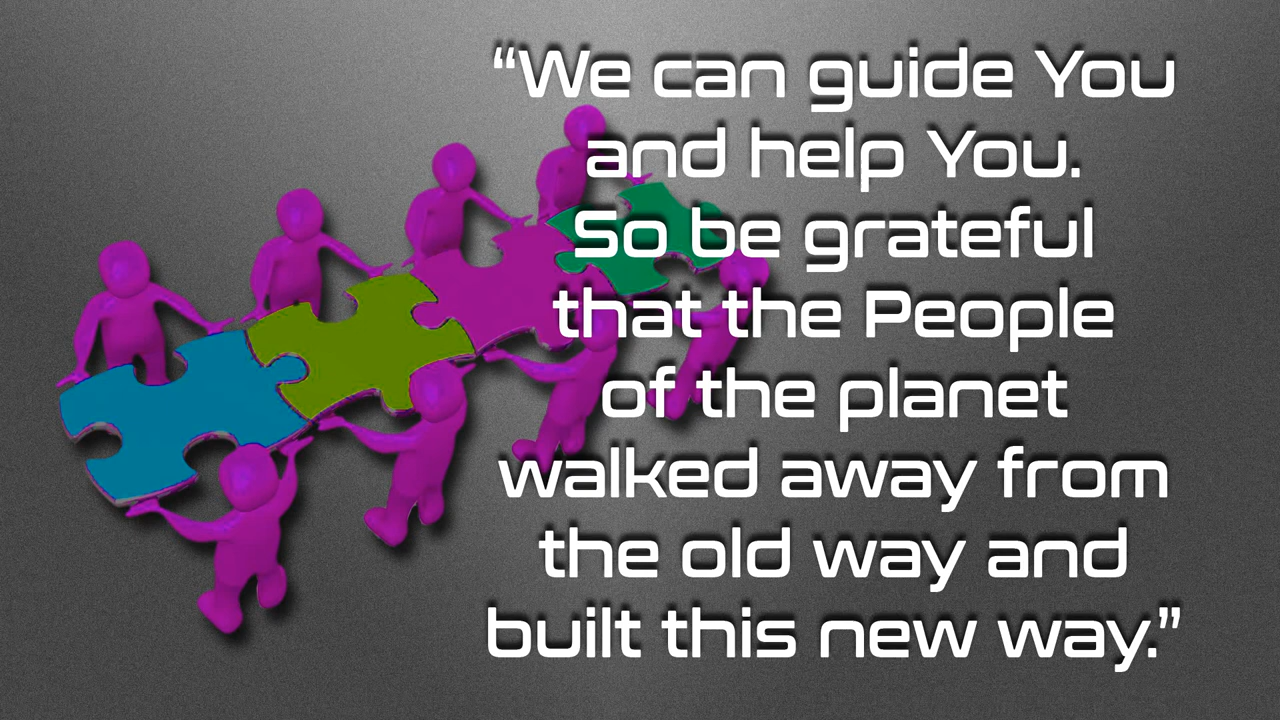 “We can guide You
and help You.
So be grateful
that the People
of the planet
walked away from
the old way and
built this new way.”